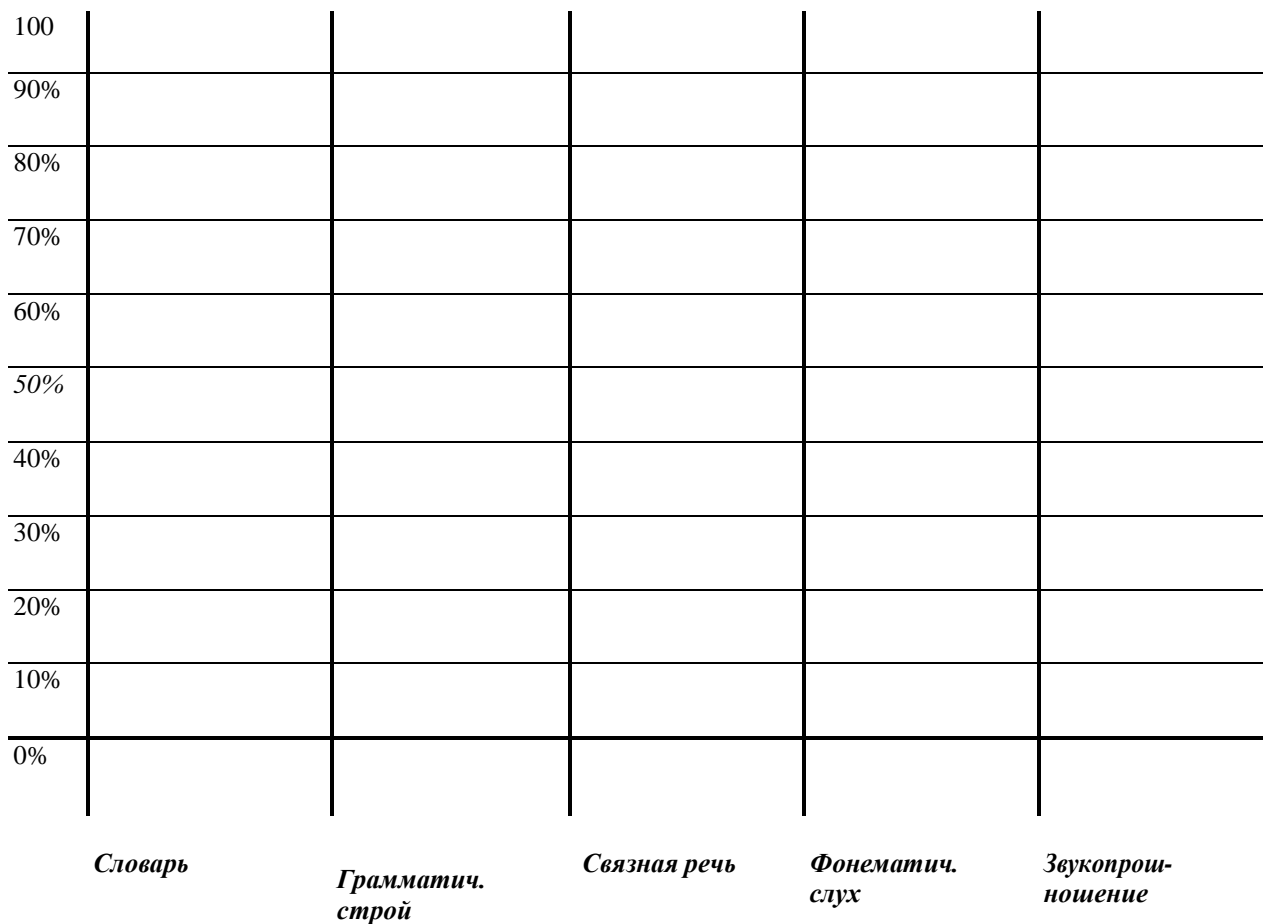 100
90%
80%
70%
60%
50%
40%
30%
20%
10%
0%
Словарь
Грамматич.
строй
Связная речь
Фонематич.
слух
Звукопрош-
ношение